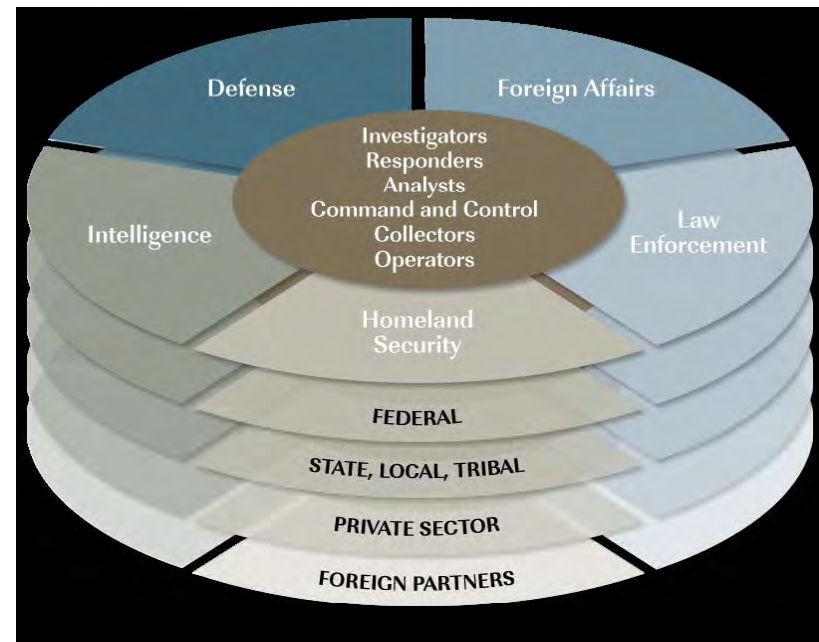 Defense
Foreign Affairs
Investigators
Responders
Analysts
Command and Control
Collectors
Operators
Intelligence
Law
Enforcement
Homeland
Security
FEDERAL
STATE, LOCAL, TRIBAL
PRIVATE SECTOR
FOREIGN PARTNERS